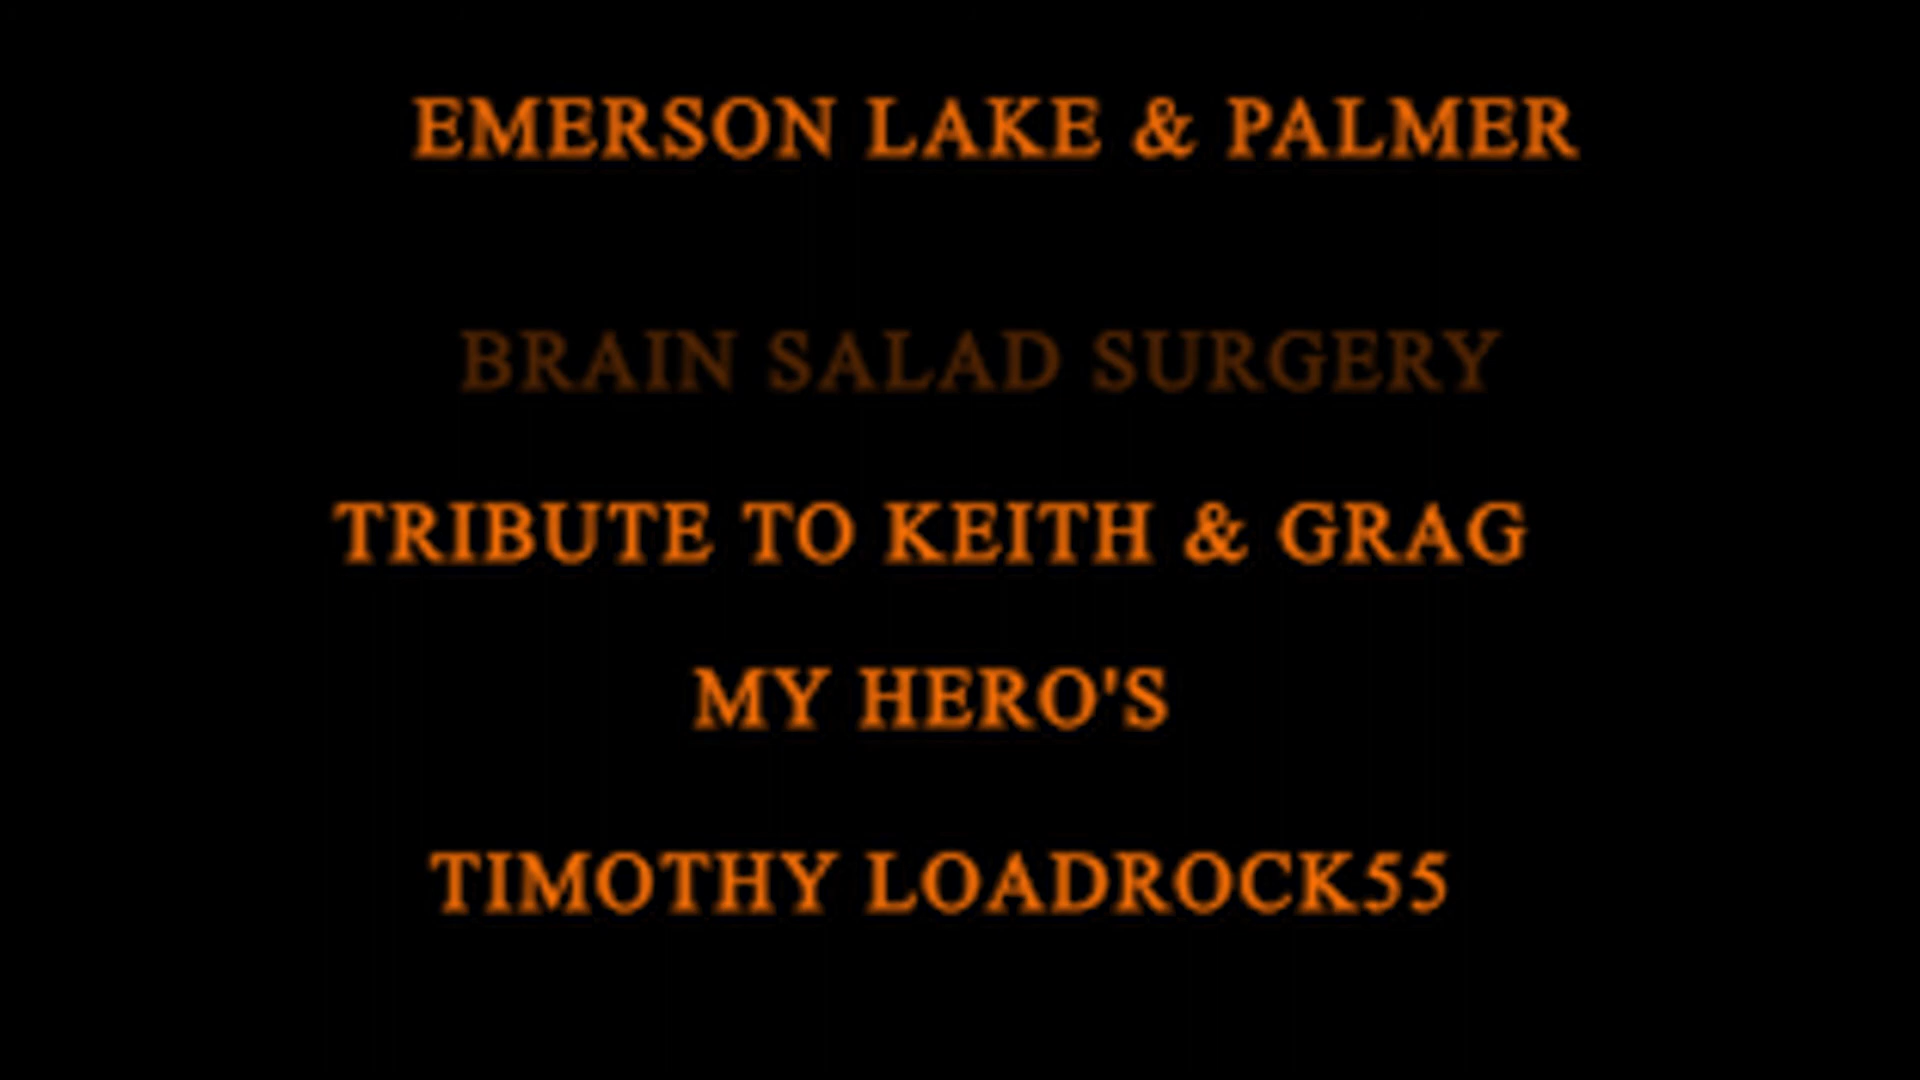 EMERSON LAKE & PALMER
BRAIN SALAD SURGERY
TRIBUTE TO KEITH & GRAG
MY HERO'S
TIMOTHY LOADROCK55